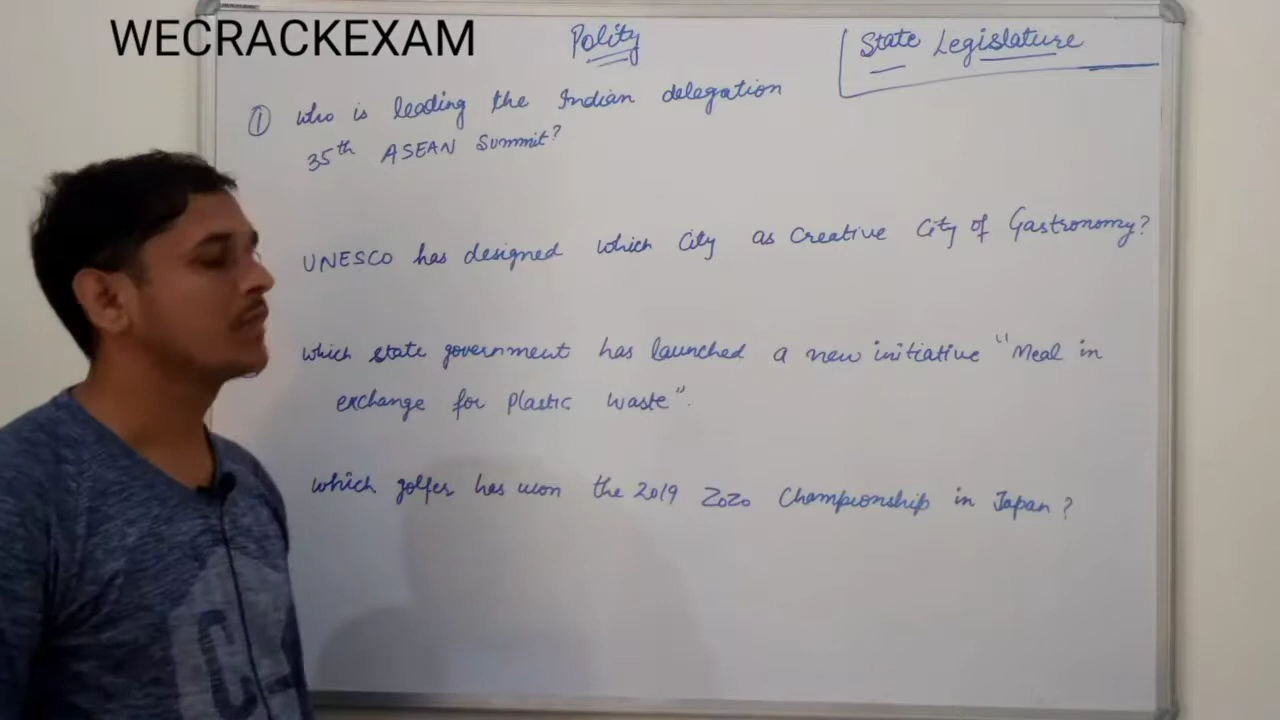 WECRACKEXAM
Polity
State Legislature
① who is leading the Indian delegation
35th ASEAN Summit?
UNESCO has designed which City as Creative City of Gastronomy?
which state government has launched a new initiative "Meal in
exchange for Plastic waste".
which golfer has won the 2019 ZoZo Championship in Japan?